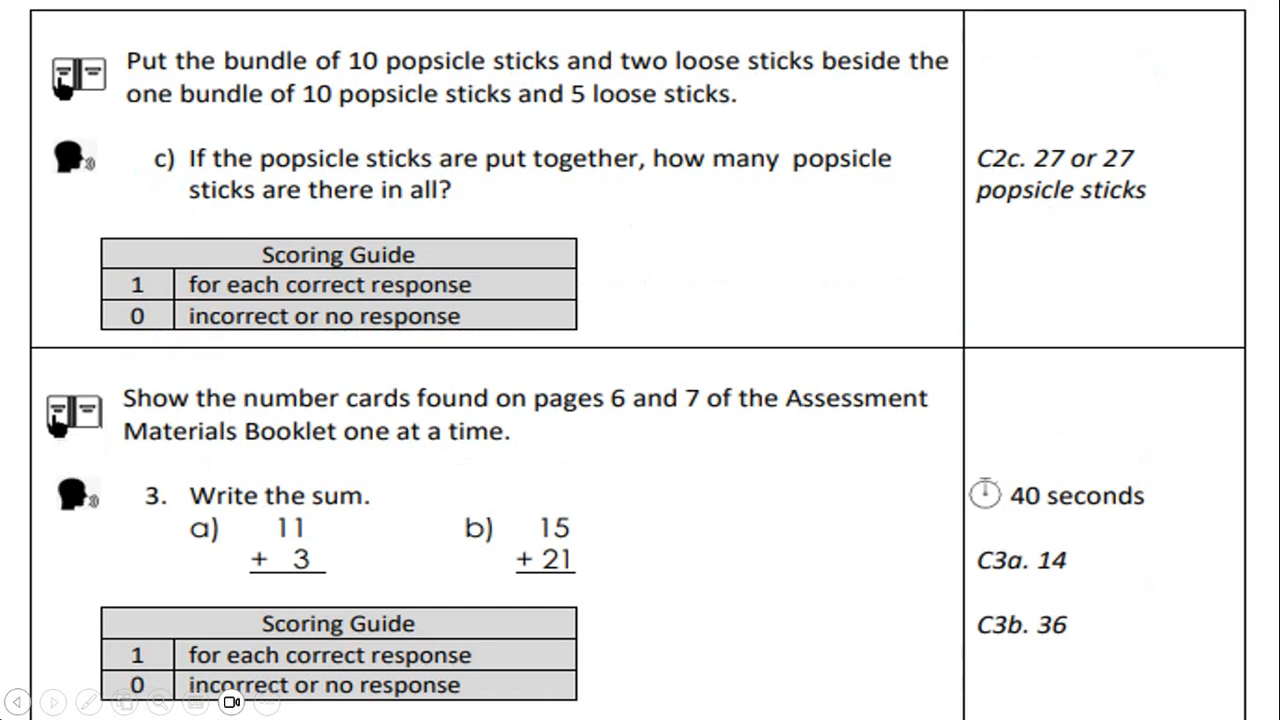 Put the bundle of 10 popsicle sticks and two loose sticks beside the
one bundle of 10 popsicle sticks and 5 loose sticks.
c) If the popsicle sticks are put together, how many popsicle
sticks are there in all?
C2c. 27 or 27
popsicle sticks
Scoring Guide
1 for each correct response
0 incorrect or no response
Show the number cards found on pages 6 and 7 of the Assessment
Materials Booklet one at a time.
3. Write the sum.
40 seconds
a) 11
+ 3
b) 15
+ 21
C3a. 14
C3b. 36
Scoring Guide
1 for each correct response
0 incorrect or no response